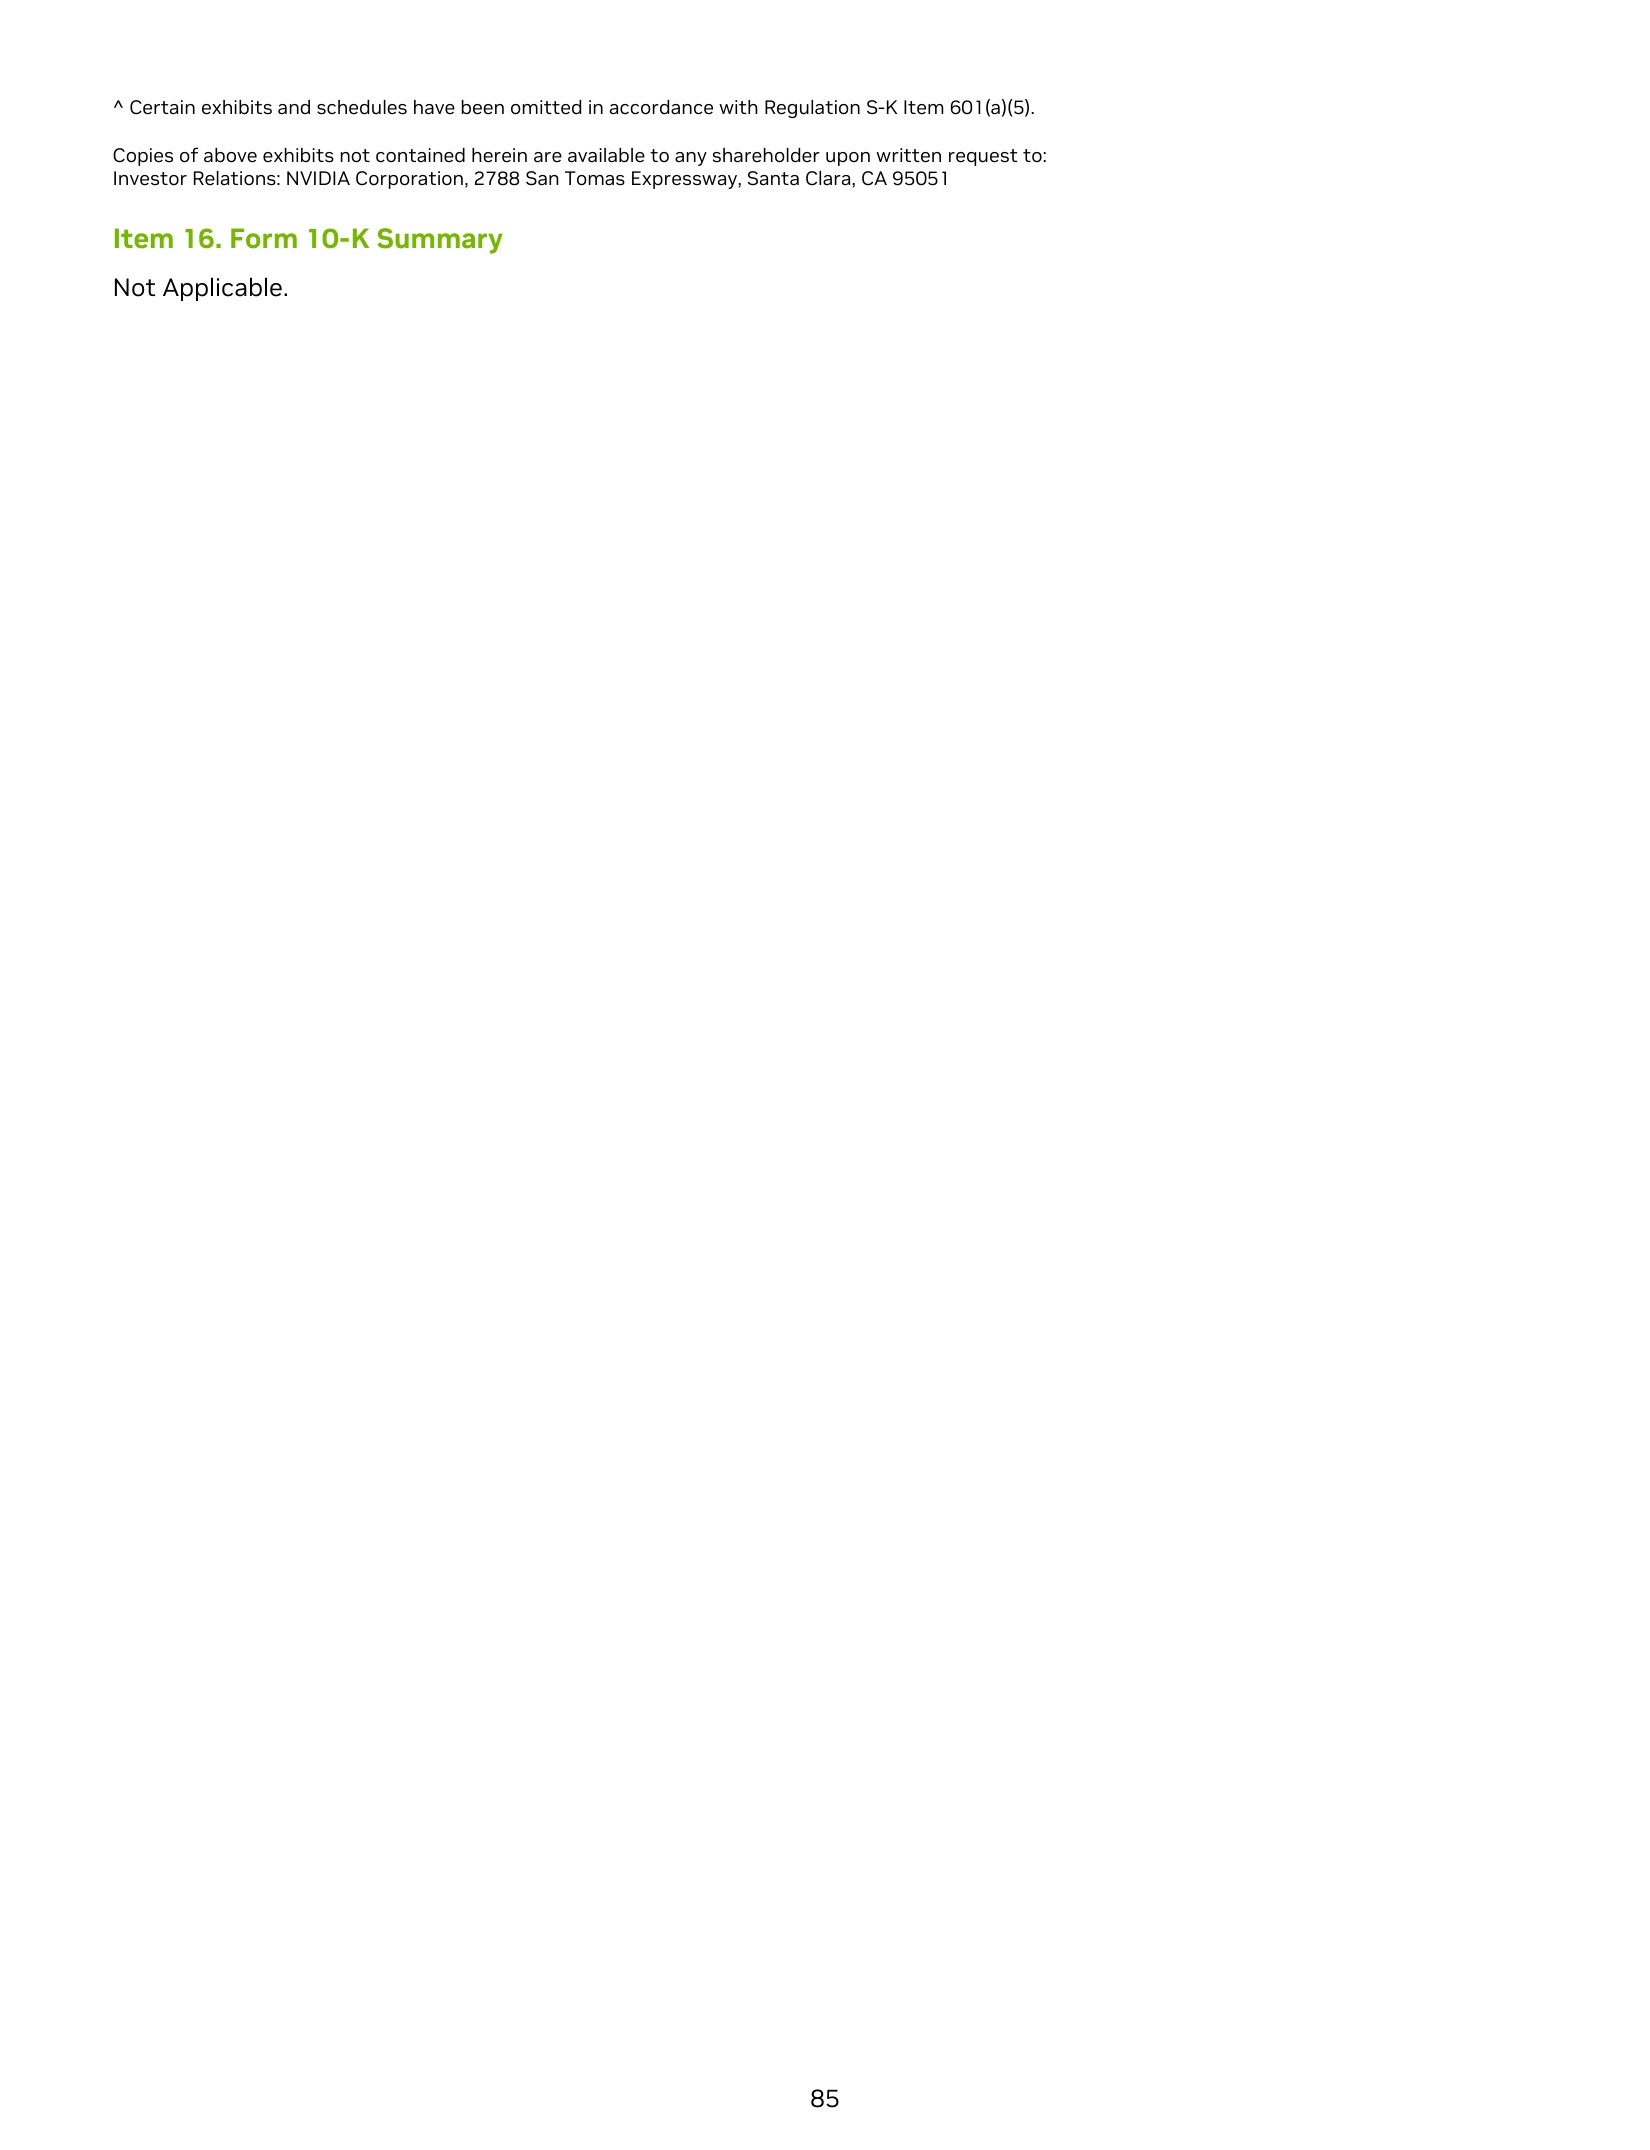 ^ Certain exhibits and schedules have been omitted in accordance with Regulation S-K Item 601(a)(5).
Copies of above exhibits not contained herein are available to any shareholder upon written request to:
Investor Relations: NVIDIA Corporation, 2788 San Tomas Expressway, Santa Clara, CA 95051
Item 16. Form 10-K Summary
Not Applicable.
85